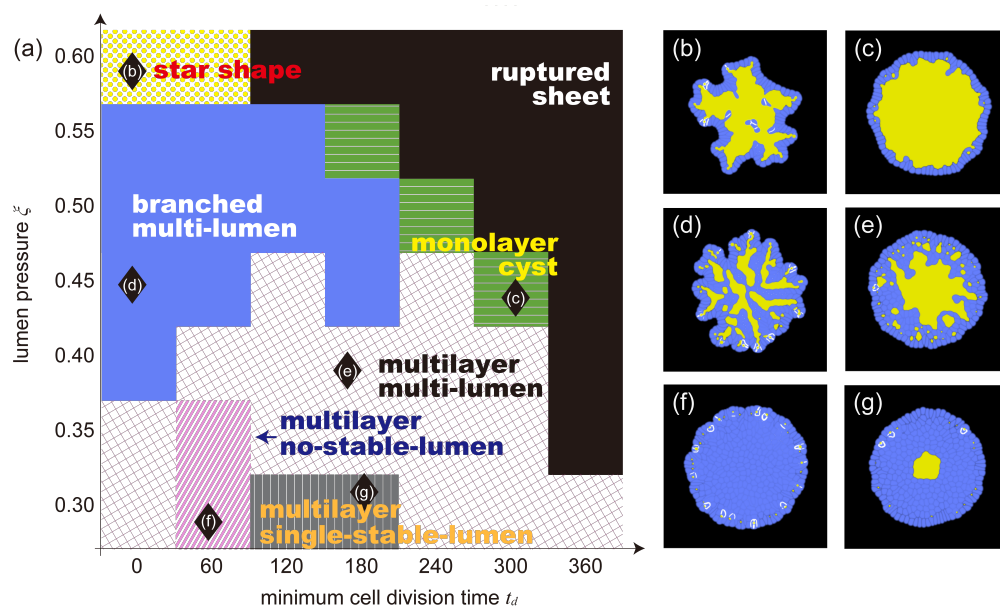 (a)
0.60
0.55
0.50
0.45
0.40
0.35
0.30
lumen pressure ξ
(b)
star shape
ruptured
sheet
branched
multi-lumen
monolayer
cyst
(d)
(c)
(e)
multilayer
multi-lumen
multilayer
no-stable-lumen
(g)
(f)
multilayer
single-stable-lumen
0
60
120
180
240
300
360
minimum cell division time t_d
(b)
(c)
(d)
(e)
(f)
(g)